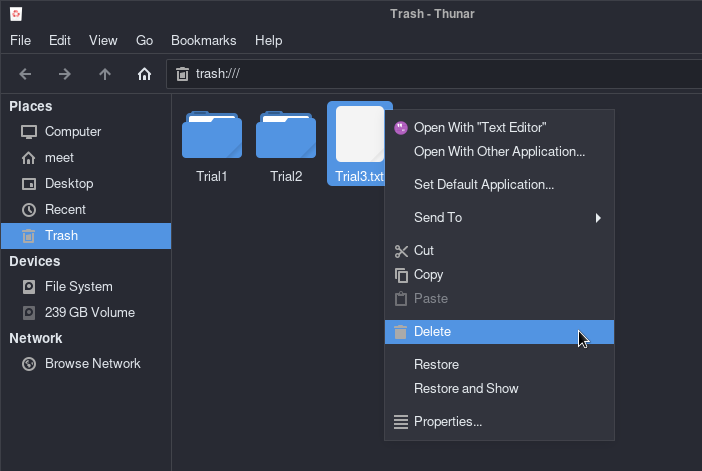 Trash - Thunar
File Edit View Go Bookmarks Help
trash:///
Places
Computer
meet
Desktop
Recent
Trash
Devices
File System
239 GB Volume
Network
Browse Network
Trial1 Trial2 Trial3.txt
Open With "Text Editor"
Open With Other Application...
Set Default Application...
Send To
Cut
Copy
Paste
Delete
Restore
Restore and Show
Properties...